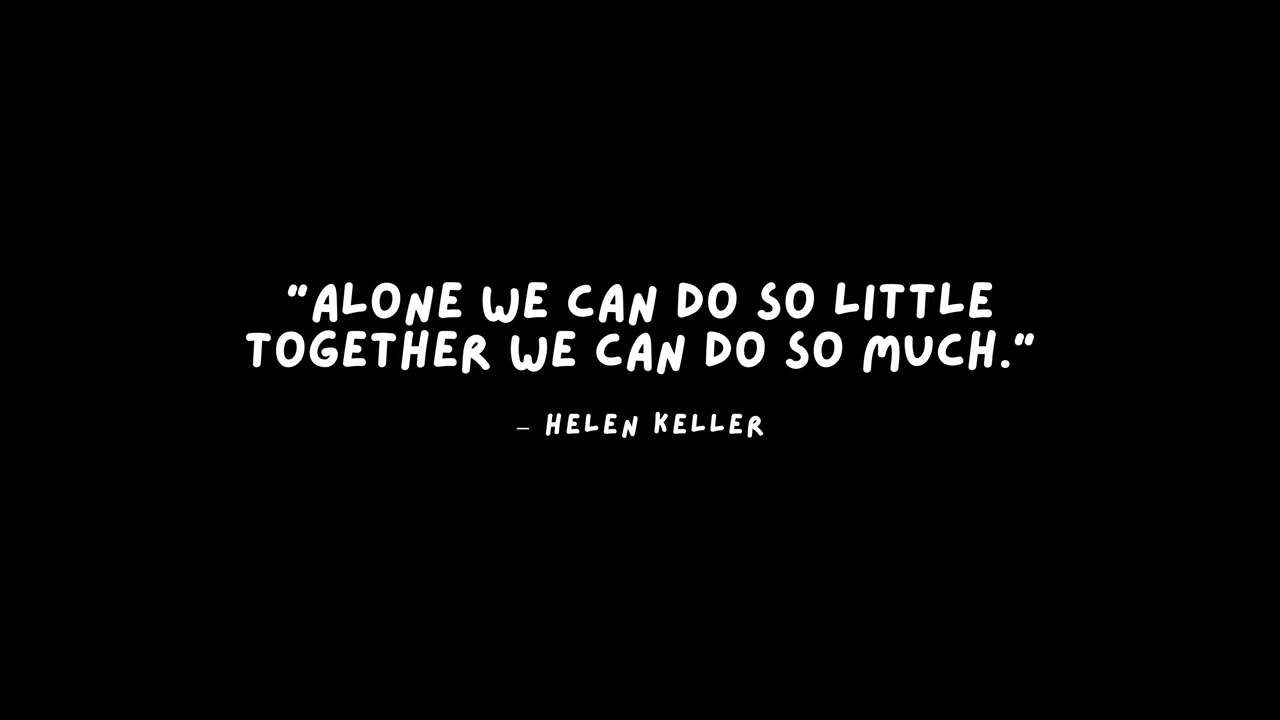 "ALONE WE CAN DO SO LITTLE
TOGETHER WE CAN DO SO MUCH."
– HELEN KELLER